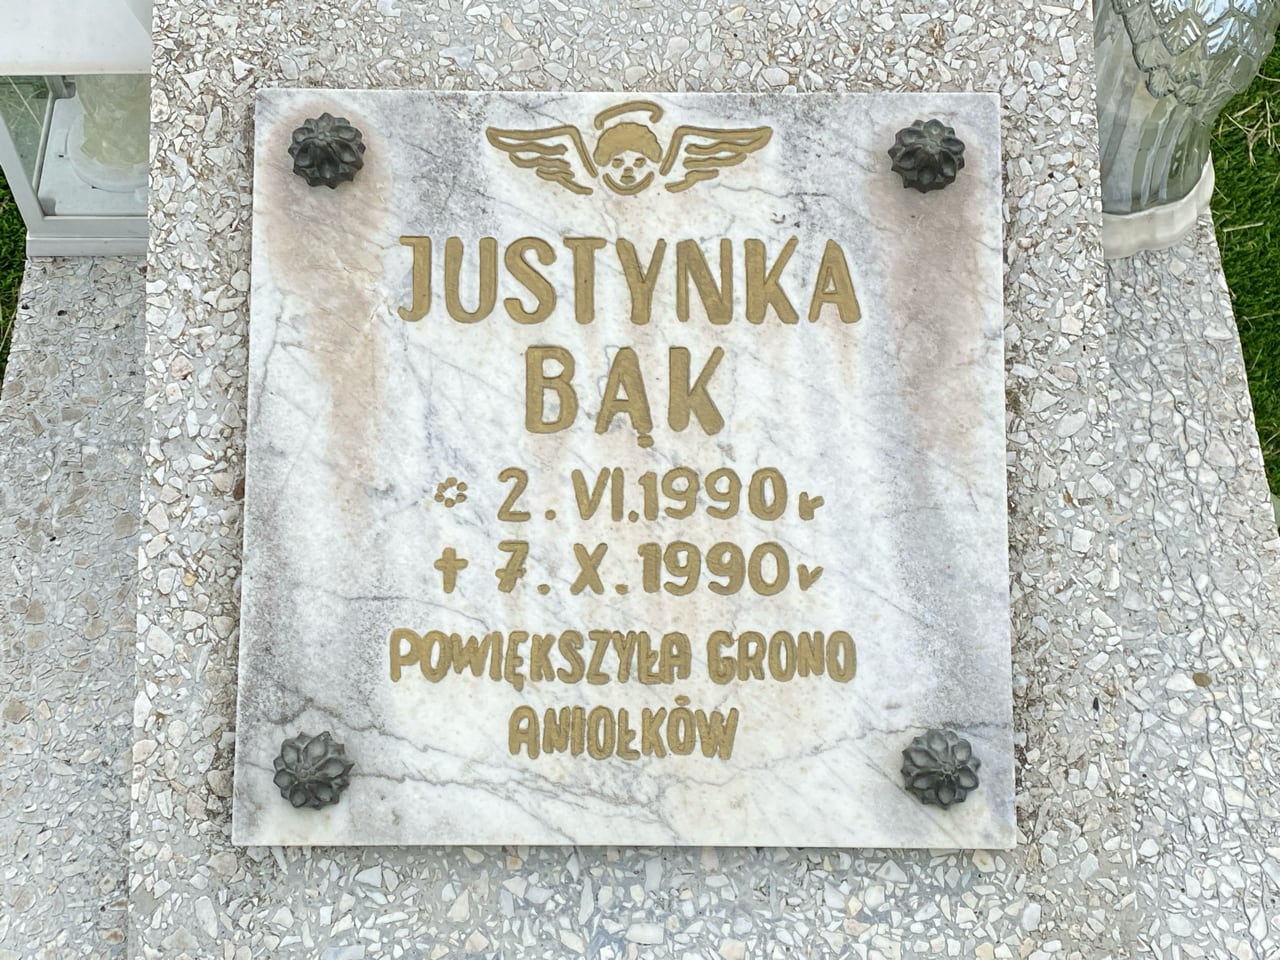 JUSTYNKA
BĄK
* 2. VI. 1990 r
✝ 7. X. 1990 r
POWIĘKSZYŁA GRONO
ANIOŁKÓW